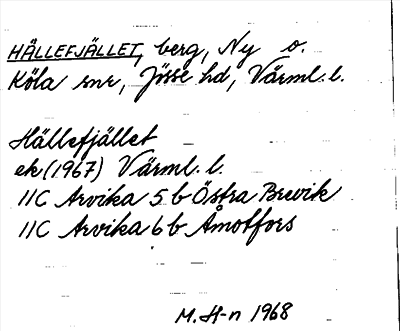 HÄLLEFJÄLLET, berg, Ny o.
Köla snr, Jösse hd, Värml. l.
Hällefjället
ek (1967) Värml. l.
11C Arvika 5 b Östra Brevik
11C Arvika 6 b Åmotfors
M. H-n 1968